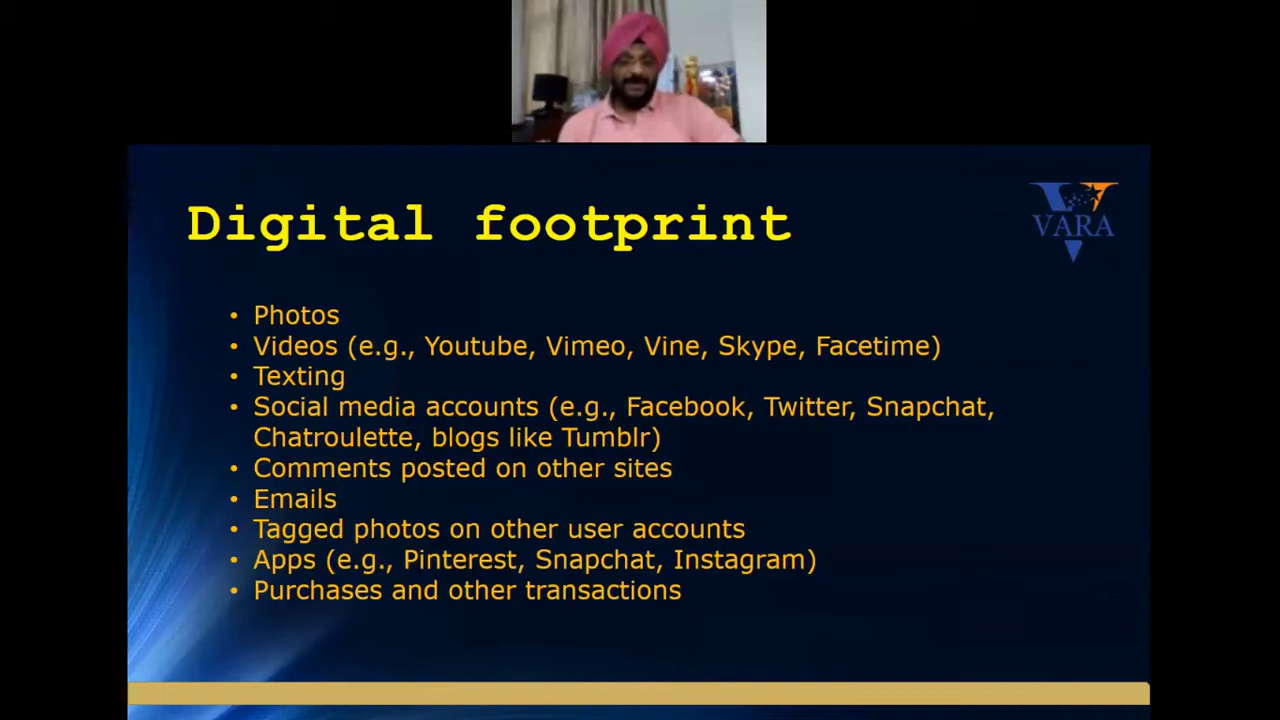 Digital footprint
VARA
• Photos
• Videos (e.g., Youtube, Vimeo, Vine, Skype, Facetime)
• Texting
• Social media accounts (e.g., Facebook, Twitter, Snapchat,
Chatroulette, blogs like Tumblr)
• Comments posted on other sites
• Emails
• Tagged photos on other user accounts
• Apps (e.g., Pinterest, Snapchat, Instagram)
• Purchases and other transactions